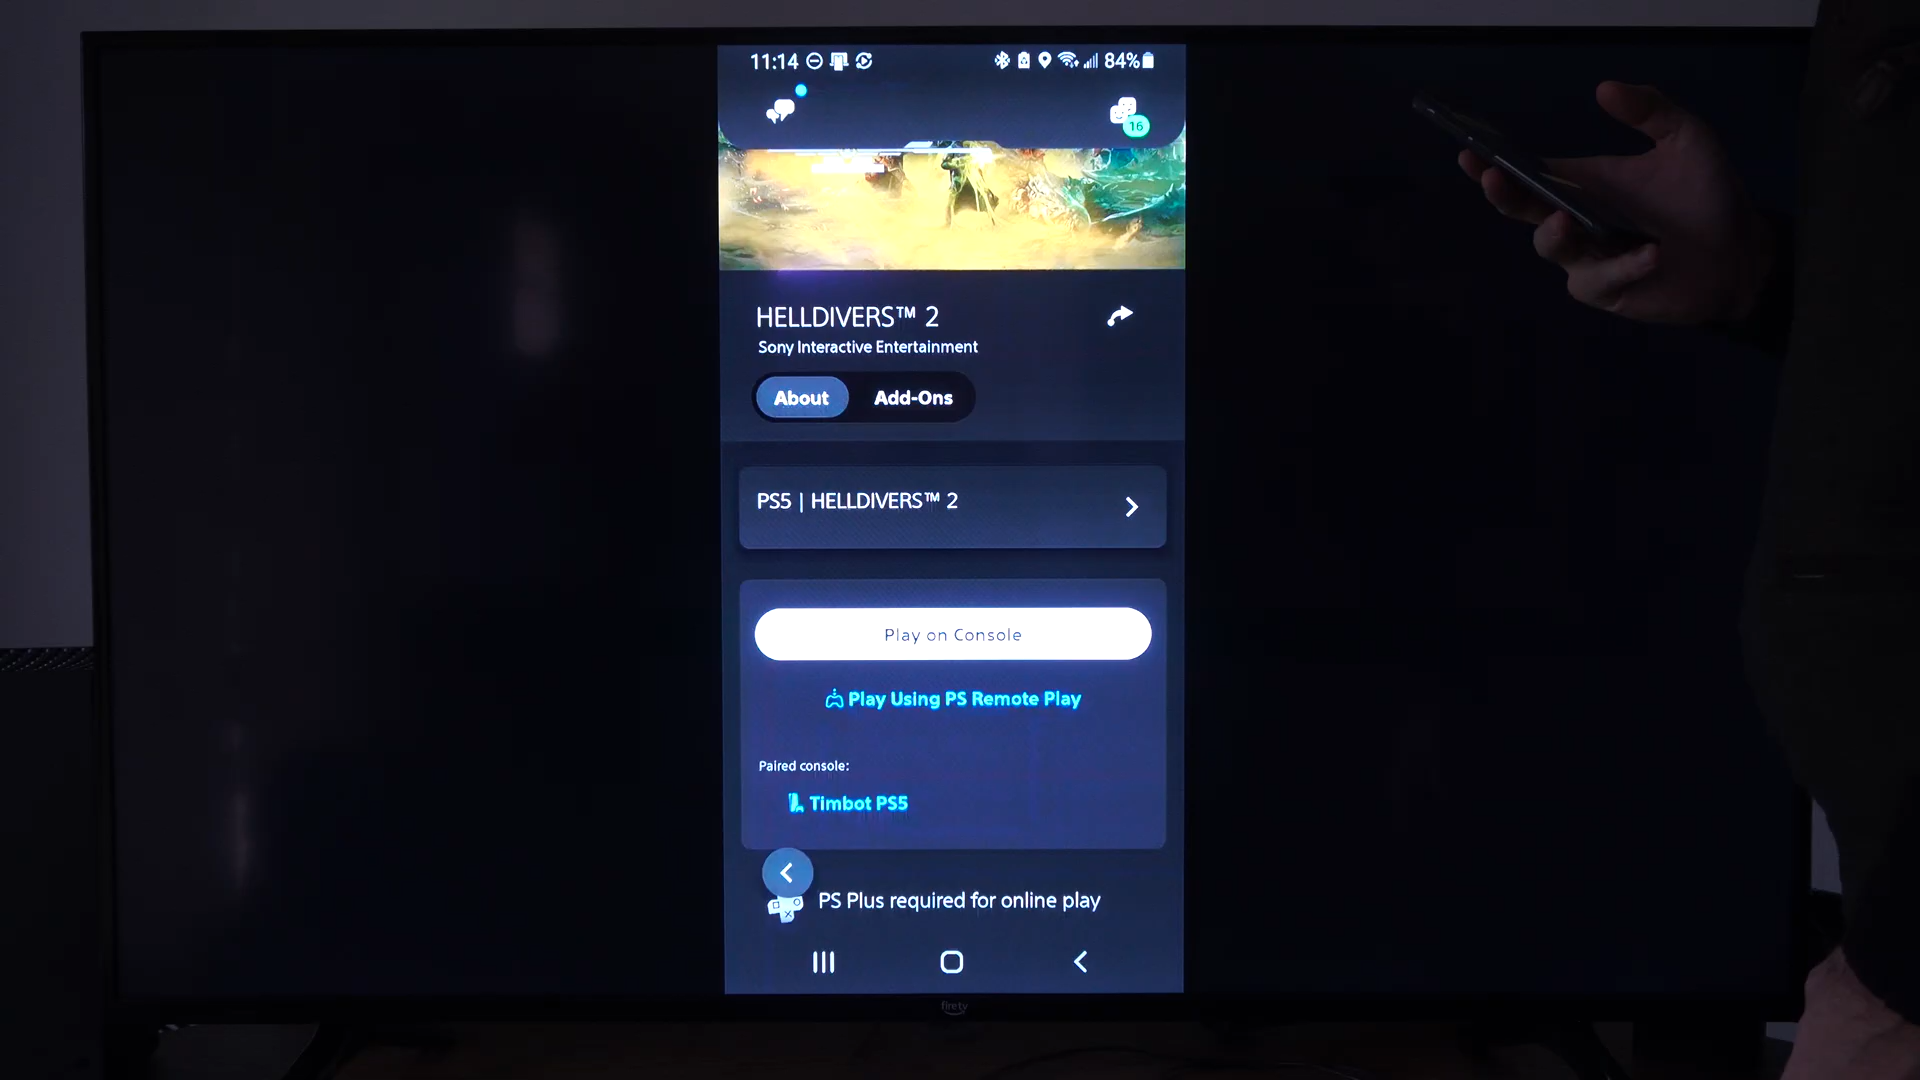 11:14
84%
16
HELLDIVERS™ 2
Sony Interactive Entertainment
About
Add-Ons
PS5 | HELLDIVERS™ 2
Play on Console
Play Using PS Remote Play
Paired console:
Timbot PS5
PS Plus required for online play
firetv